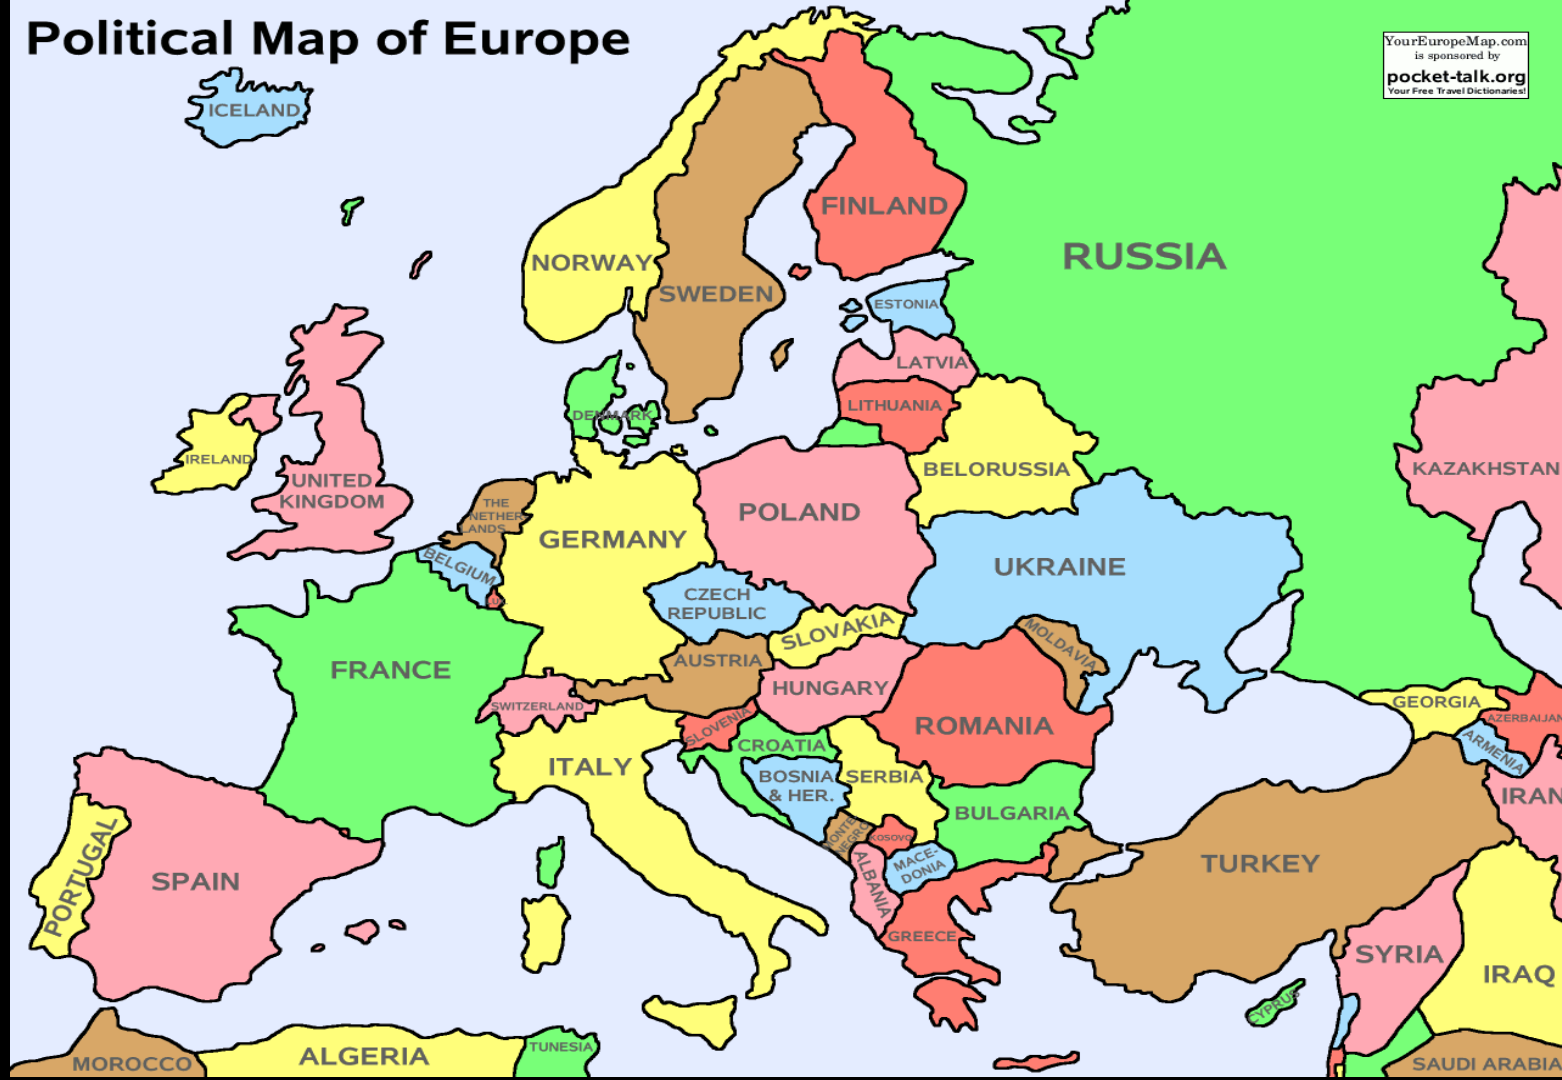 Political Map of Europe
YourEuropeMap.com
is sponsored by
pocket-talk.org
Your Free Travel Dictionaries!
ICELAND
FINLAND
RUSSIA
NORWAY
SWEDEN
ESTONIA
LATVIA
LITHUANIA
DENMARK
IRELAND
UNITED
KINGDOM
BELORUSSIA
KAZAKHSTAN
THE
NETHER
LANDS
POLAND
GERMANY
BELGIUM
UKRAINE
CZECH
REPUBLIC
SLOVAKIA
MOLDAVIA
FRANCE
AUSTRIA
HUNGARY
SWITZERLAND
SLOVENIA
ROMANIA
GEORGIA
AZERBAIJAN
ARMENIA
CROATIA
ITALY
BOSNIA
& HER.
SERBIA
BULGARIA
IRAN
MONTE
NEGRO
KOSOVO
MACE-
DONIA
ALBANIA
PORTUGAL
SPAIN
TURKEY
GREECE
SYRIA
IRAQ
CYPRUS
MOROCCO
ALGERIA
TUNESIA
SAUDI ARABIA